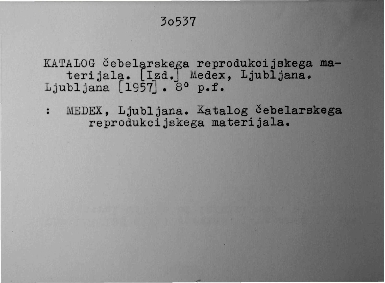 30537
KATALOG čebelarskega reprodukcijskega ma-
terijala. [Izd.] Medex, Ljubljana.
Ljubljana [1957]. 8° p.f.
: MEDEX, Ljubljana. Katalog čebelarskega
reprodukcijskega materijala.